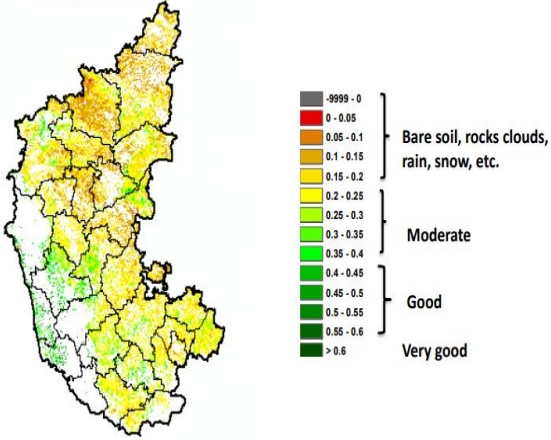 -9999 - 0
0 - 0.05
0.05 - 0.1
0.1 - 0.15
0.15 - 0.2
0.2 - 0.25
0.25 - 0.3
0.3 - 0.35
0.35 - 0.4
0.4 - 0.45
0.45 - 0.5
0.5 - 0.55
0.55 - 0.6
> 0.6
Bare soil, rocks clouds,
rain, snow, etc.
Moderate
Good
Very good